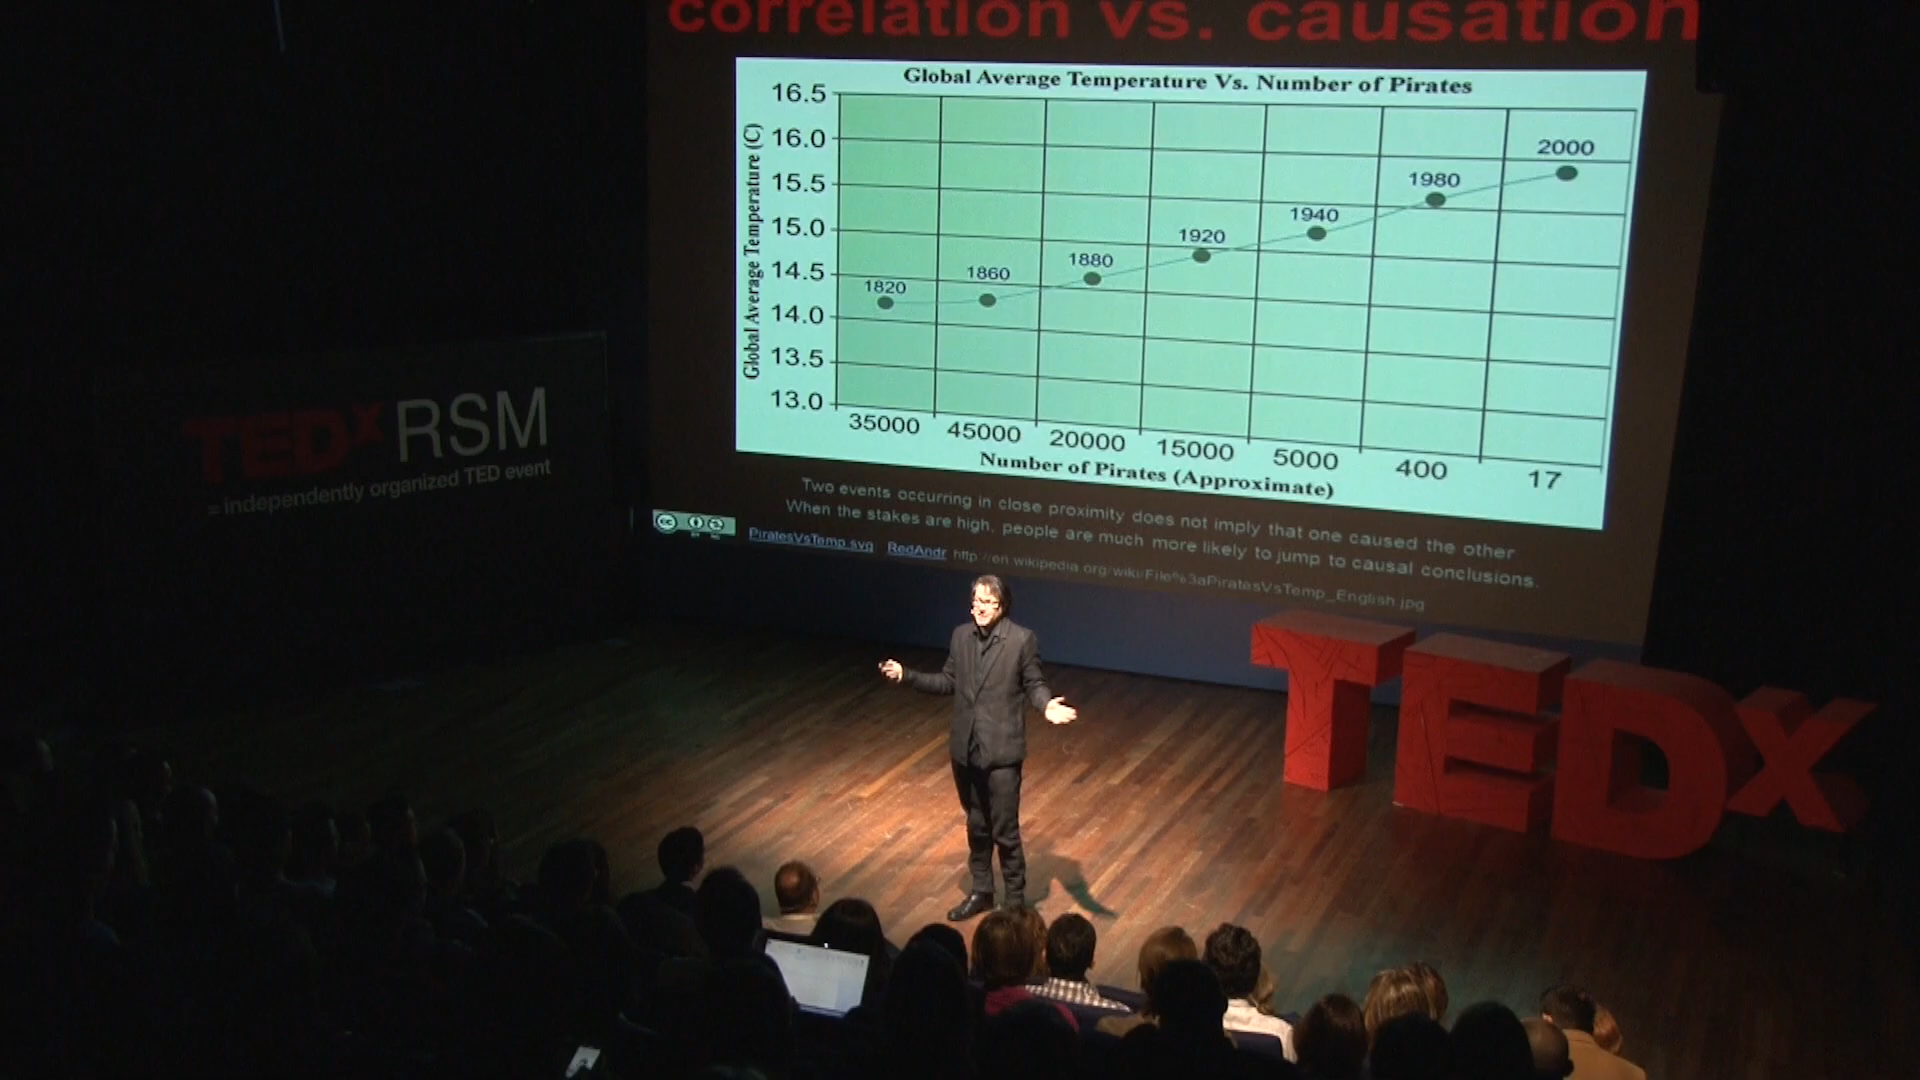 correlation vs. causation
Global Average Temperature Vs. Number of Pirates
Global Average Temperature (C)
16.5
16.0
15.5
15.0
14.5
14.0
13.5
13.0
1820
1860
1880
1920
1940
1980
2000
35000 45000 20000 15000 5000 400 17
Number of Pirates (Approximate)
Two events occurring in close proximity does not imply that one caused the other
When the stakes are high, people are much more likely to jump to causal conclusions.
cc
PiratesVsTemp.svg RedAndr http://en.wikipedia.org/wiki/File%3aPiratesVsTemp_English.jpg
TEDx RSM
= independently organized TED event
TEDx